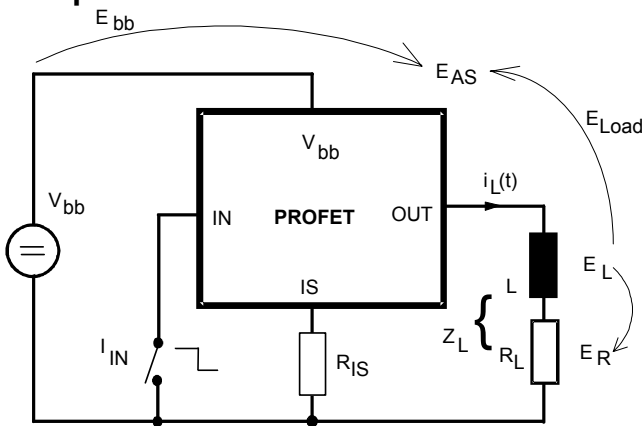 E bb
E AS
E Load
V bb
V bb
i L(t)
IN
PROFET
OUT
IS
L
E L
Z L
{
R L
E R
I IN
R IS